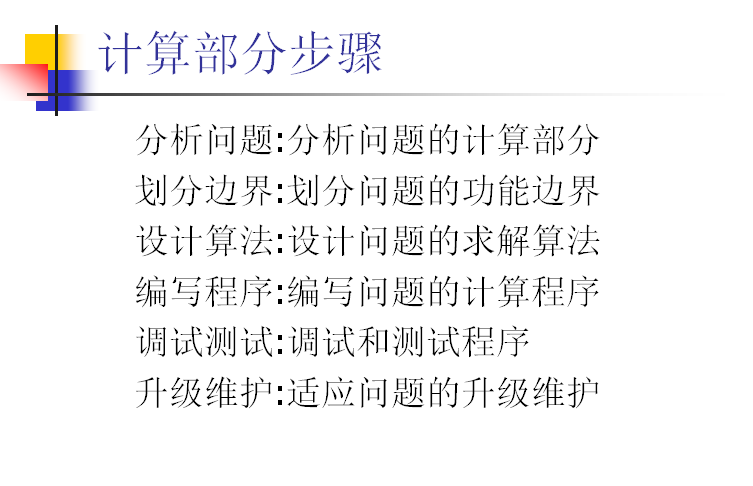 计算部分步骤
分析问题:分析问题的计算部分
划分边界:划分问题的功能边界
设计算法:设计问题的求解算法
编写程序:编写问题的计算程序
调试测试:调试和测试程序
升级维护:适应问题的升级维护